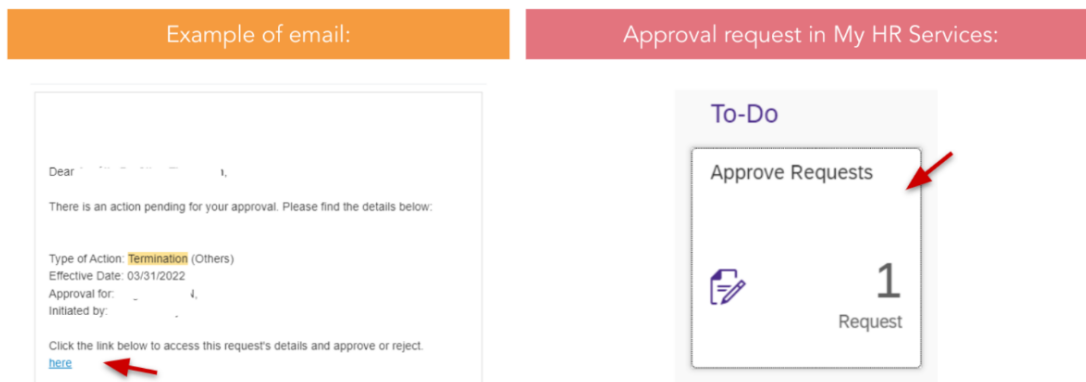 Example of email:
Approval request in My HR Services:
Dear
There is an action pending for your approval. Please find the details below:
Type of Action: Termination (Others)
Effective Date: 03/31/2022
Approval for:
Initiated by:
Click the link below to access this request's details and approve or reject.
here
To-Do
Approve Requests
1
Request